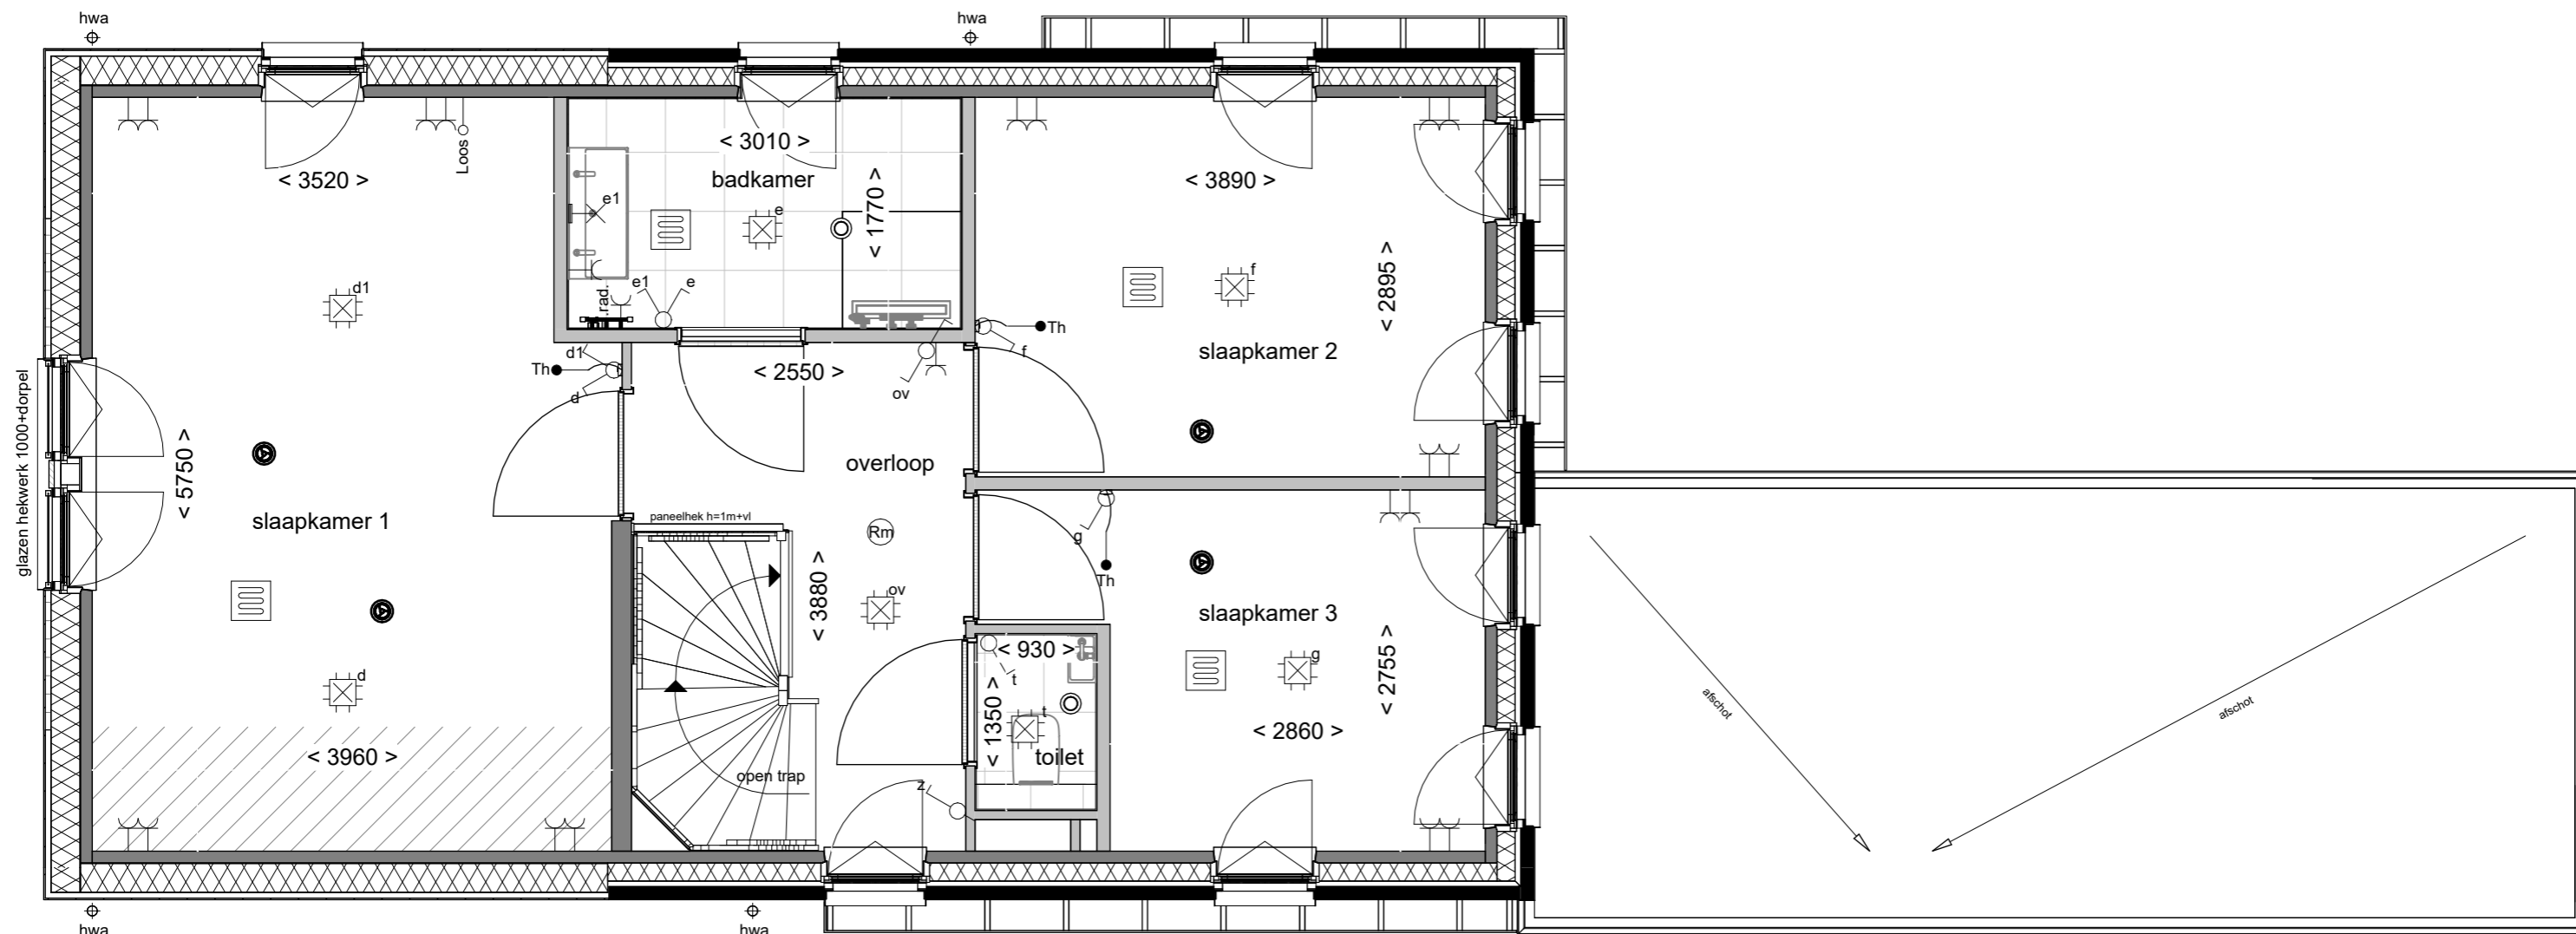 hwa
hwa
Loos
< 3520 >
< 3010 >
badkamer
< 1770 >
< 3890 >
e1
e
f
d1
rad.
e1
e
< 2895 >
Th
f
slaapkamer 2
d1
Th
d
< 2550 >
ov
glazen hekwerk 1000+dorpel
< 5750 >
overloop
slaapkamer 1
paneelhek h=1m+vl
Rm
g
Th
< 3880 >
ov
slaapkamer 3
< 930 >
t
g
< 2755 >
d
< 1350 >
t
toilet
< 2860 >
< 3960 >
open trap
z
afschot
afschot
hwa
hwa